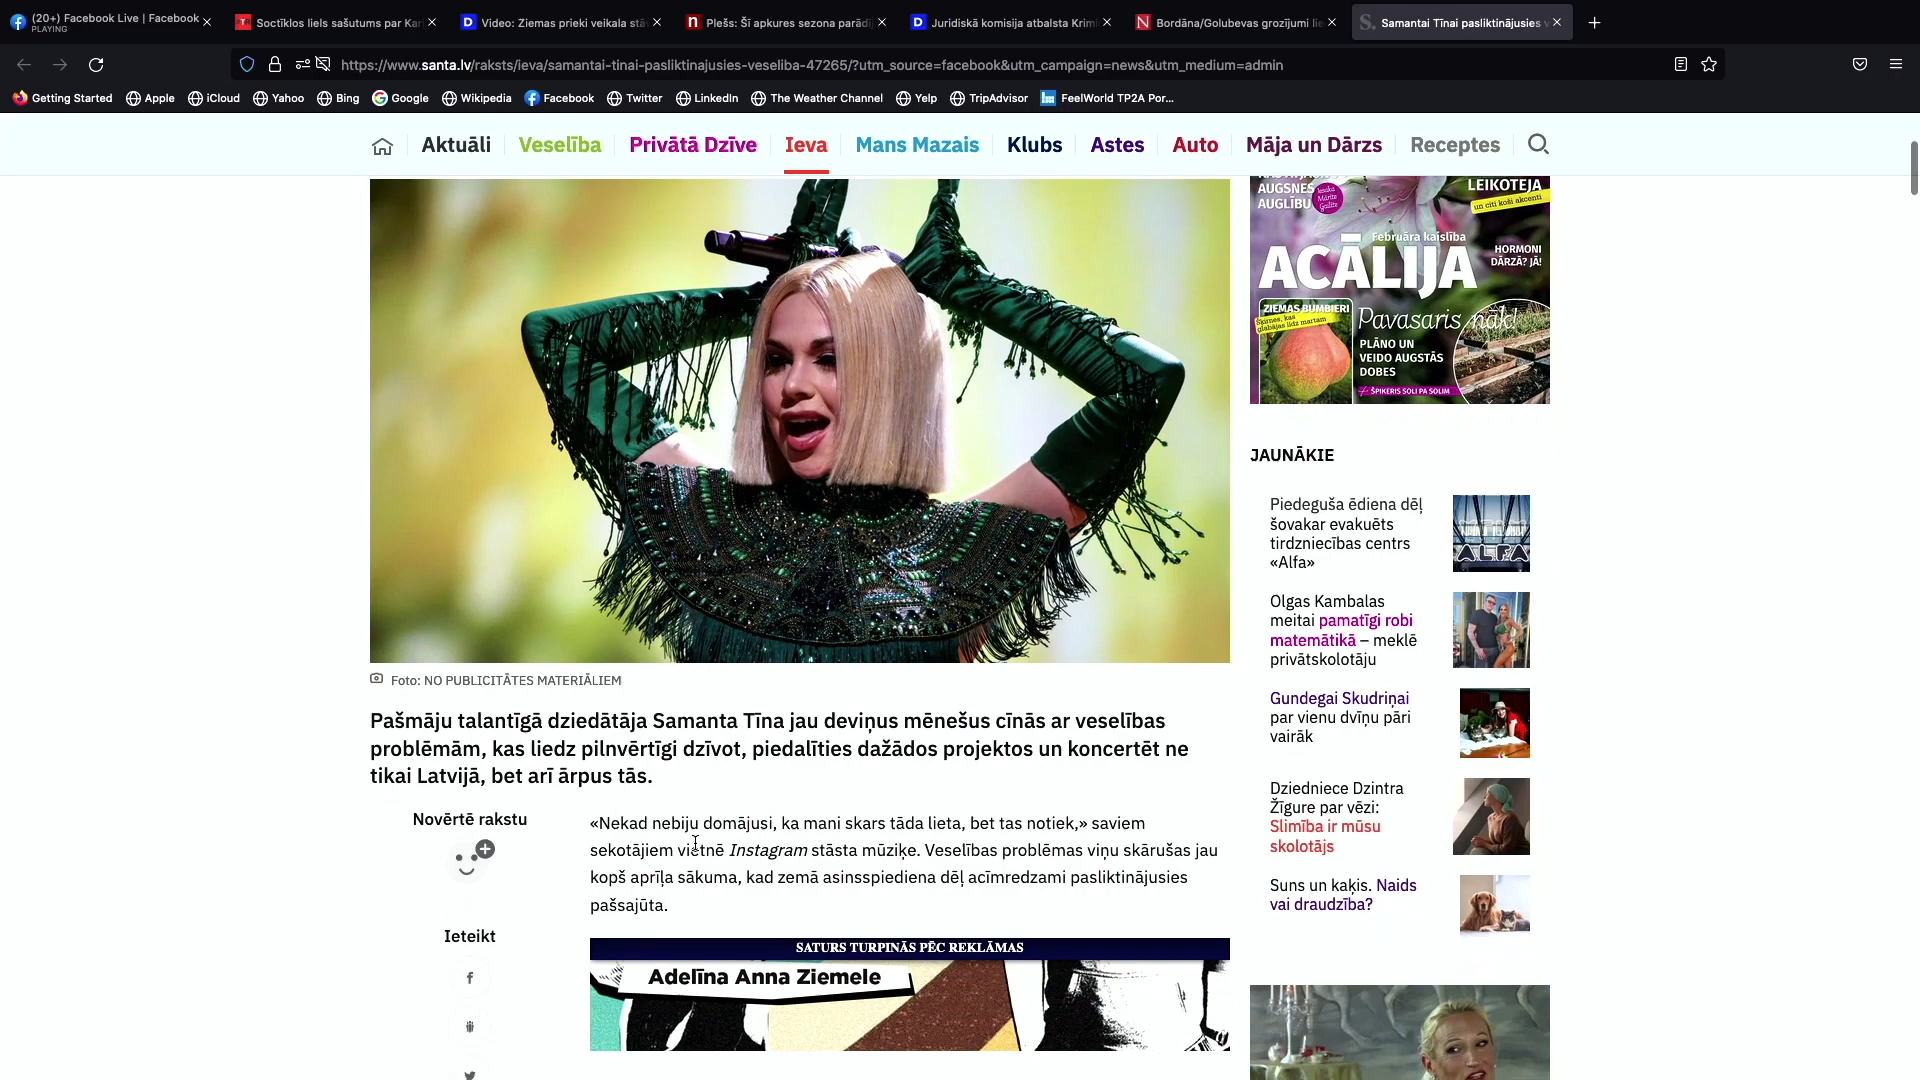 (20+) Facebook Live | Facebook
PLAYING
Soctīklos liels sašutums par Kar
Video: Ziemas prieki veikala stāv
Plešs: Šī apkures sezona parādīj
Juridiskā komisija atbalsta Krimi
Bordāna/Golubevas grozījumi lie
Samantai Tīnai pasliktinājusies v
https://www.santa.lv/raksts/ieva/samantai-tinai-pasliktinajusies-veseliba-47265/?utm_source=facebook&utm_campaign=news&utm_medium=admin
Getting Started Apple iCloud Yahoo Bing Google Wikipedia Facebook Twitter LinkedIn The Weather Channel Yelp TripAdvisor FeelWorld TP2A Por...
Aktuāli Veselība Privātā Dzīve Ieva Mans Mazais Klubs Astes Auto Māja un Dārzs Receptes
AUGSNES
AUGLĪBU
LEIKOTEJA
un citi koši akcenti
Februāra kaislība
ACĀLIJA
HORMONI
DĀRZĀ? JĀ!
ZIEMAS BUMBIERI
Šķirnes, kas
glabājas līdz martam
Pavasaris nāk!
PLĀNO UN
VEIDO AUGSTĀS
DOBES
ŠPIKERIS SOLI PA SOLIM
Foto: NO PUBLICITĀTES MATERIĀLIEM
Pašmāju talantīgā dziedātāja Samanta Tīna jau deviņus mēnešus cīnās ar veselības
problēmām, kas liedz pilnvērtīgi dzīvot, piedalīties dažādos projektos un koncertēt ne
tikai Latvijā, bet arī ārpus tās.
Novērtē rakstu
«Nekad nebiju domājusi, ka mani skars tāda lieta, bet tas notiek,» saviem
sekotājiem vietnē Instagram stāsta mūziķe. Veselības problēmas viņu skārušas jau
kopš aprīļa sākuma, kad zemā asinsspiediena dēļ acīmredzami pasliktinājusies
pašsajūta.
Ieteikt
SATURS TURPINĀS PĒC REKLĀMAS
Adelīna Anna Ziemele
JAUNĀKIE
Piedeguša ēdiena dēļ
šovakar evakuēts
tirdzniecības centrs
«Alfa»
ALFA
Olgas Kambalas
meitai pamatīgi robi
matemātikā – meklē
privātskolotāju
Gundegai Skudriņai
par vienu dvīņu pāri
vairāk
Dziedniece Dzintra
Žīgure par vēzi:
Slimība ir mūsu
skolotājs
Suns un kaķis. Naids
vai draudzība?